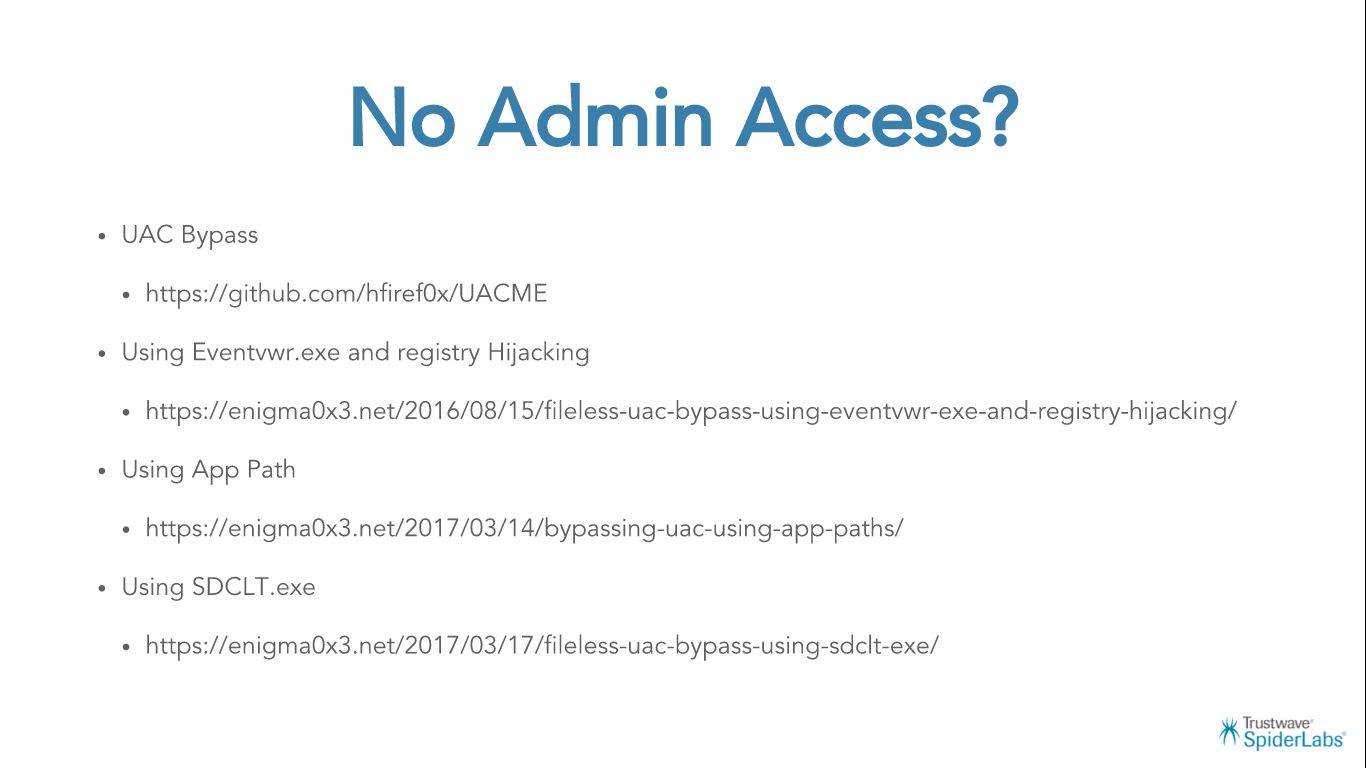 No Admin Access?
• UAC Bypass
• https://github.com/hfiref0x/UACME
• Using Eventvwr.exe and registry Hijacking
• https://enigma0x3.net/2016/08/15/fileless-uac-bypass-using-eventvwr-exe-and-registry-hijacking/
• Using App Path
• https://enigma0x3.net/2017/03/14/bypassing-uac-using-app-paths/
• Using SDCLT.exe
• https://enigma0x3.net/2017/03/17/fileless-uac-bypass-using-sdclt-exe/
Trustwave®
SpiderLabs®